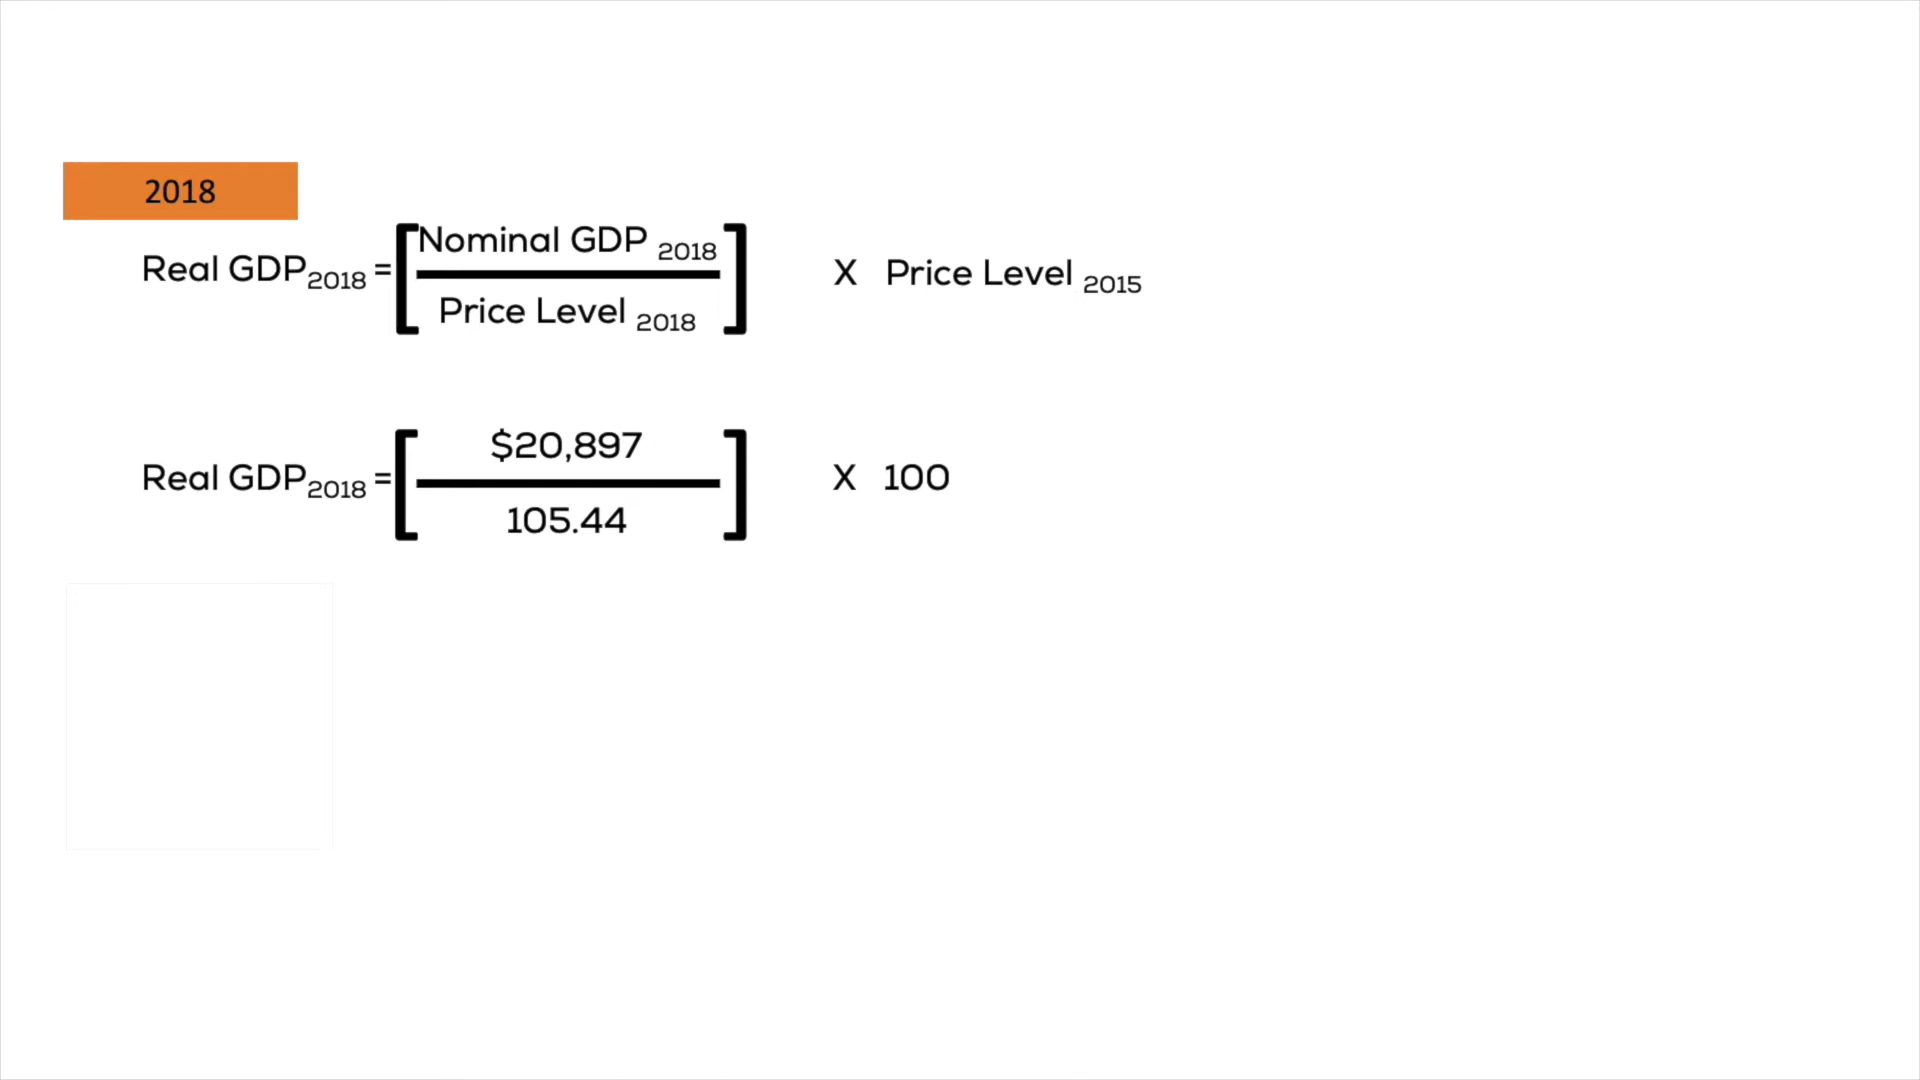 2018
Real GDP2018 = [ Nominal GDP 2018 / Price Level 2018 ] X Price Level 2015
Real GDP2018 = [ $20,897 / 105.44 ] X 100